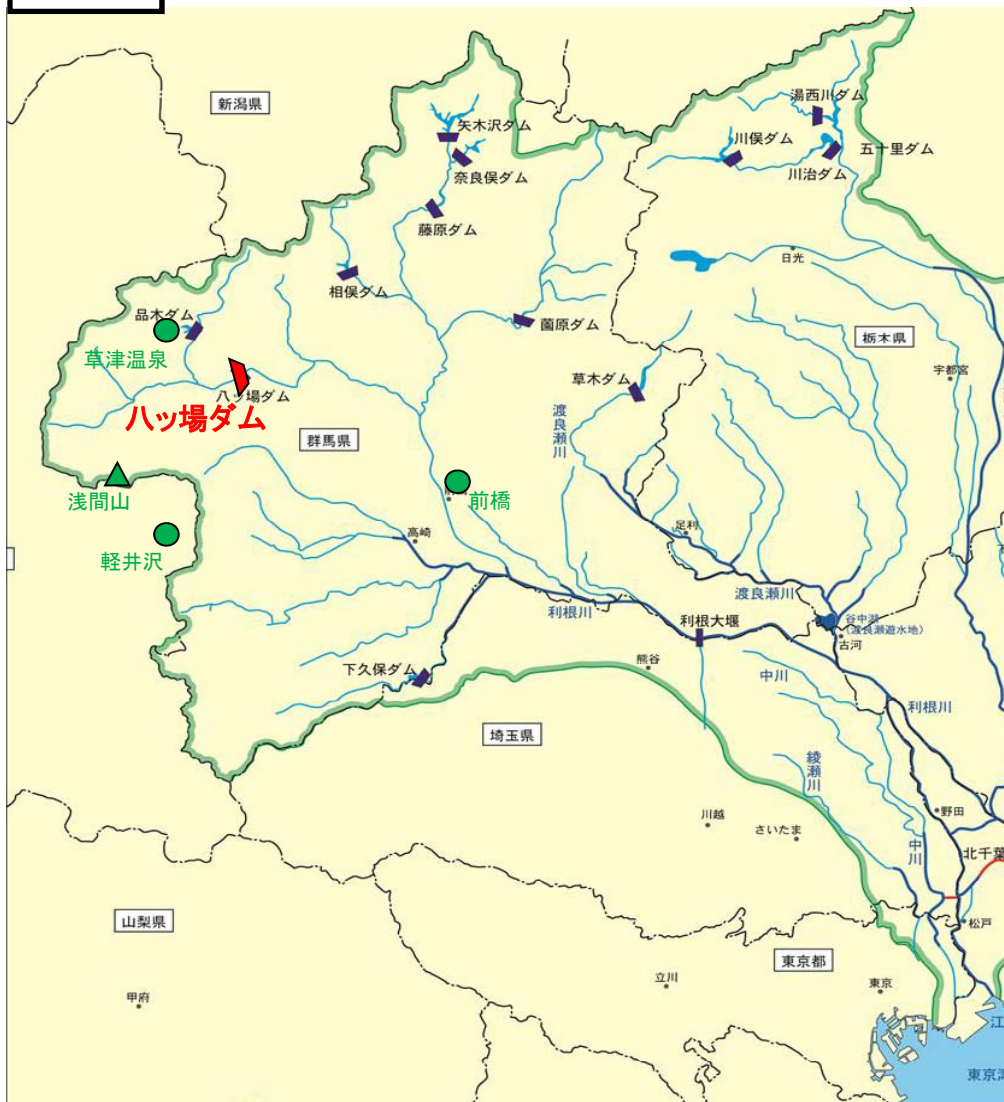 新潟県
湯西川ダム
矢木沢ダム
川俣ダム
五十里ダム
奈良俣ダム
川治ダム
藤原ダム
日光
相俣ダム
品木ダム
薗原ダム
栃木県
草津温泉
宇都宮
草木ダム
八ッ場ダム
八ッ場ダム
渡良瀬川
群馬県
浅間山
前橋
足利
高崎
軽井沢
渡良瀬川
利根川
利根大堰
谷中湖
(渡良瀬遊水地)
古河
熊谷
下久保ダム
中川
利根川
埼玉県
綾瀬川
川越
野田
さいたま
中川
北千葉
山梨県
松戸
東京都
立川
東京
甲府
江
東京湾